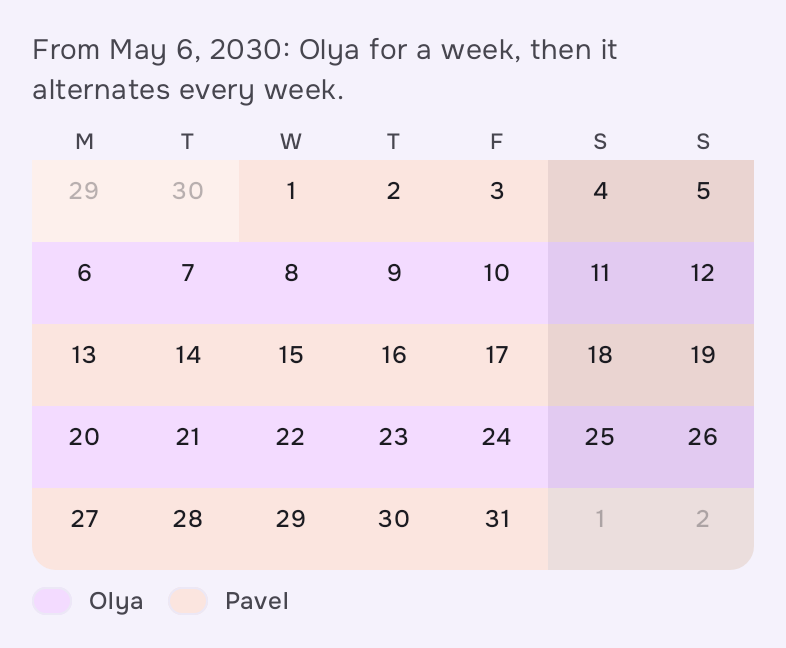 From May 6, 2030: Olya for a week, then it
alternates every week.
M T W T F S S
29 30 1 2 3 4 5
6 7 8 9 10 11 12
13 14 15 16 17 18 19
20 21 22 23 24 25 26
27 28 29 30 31 1 2
Olya Pavel